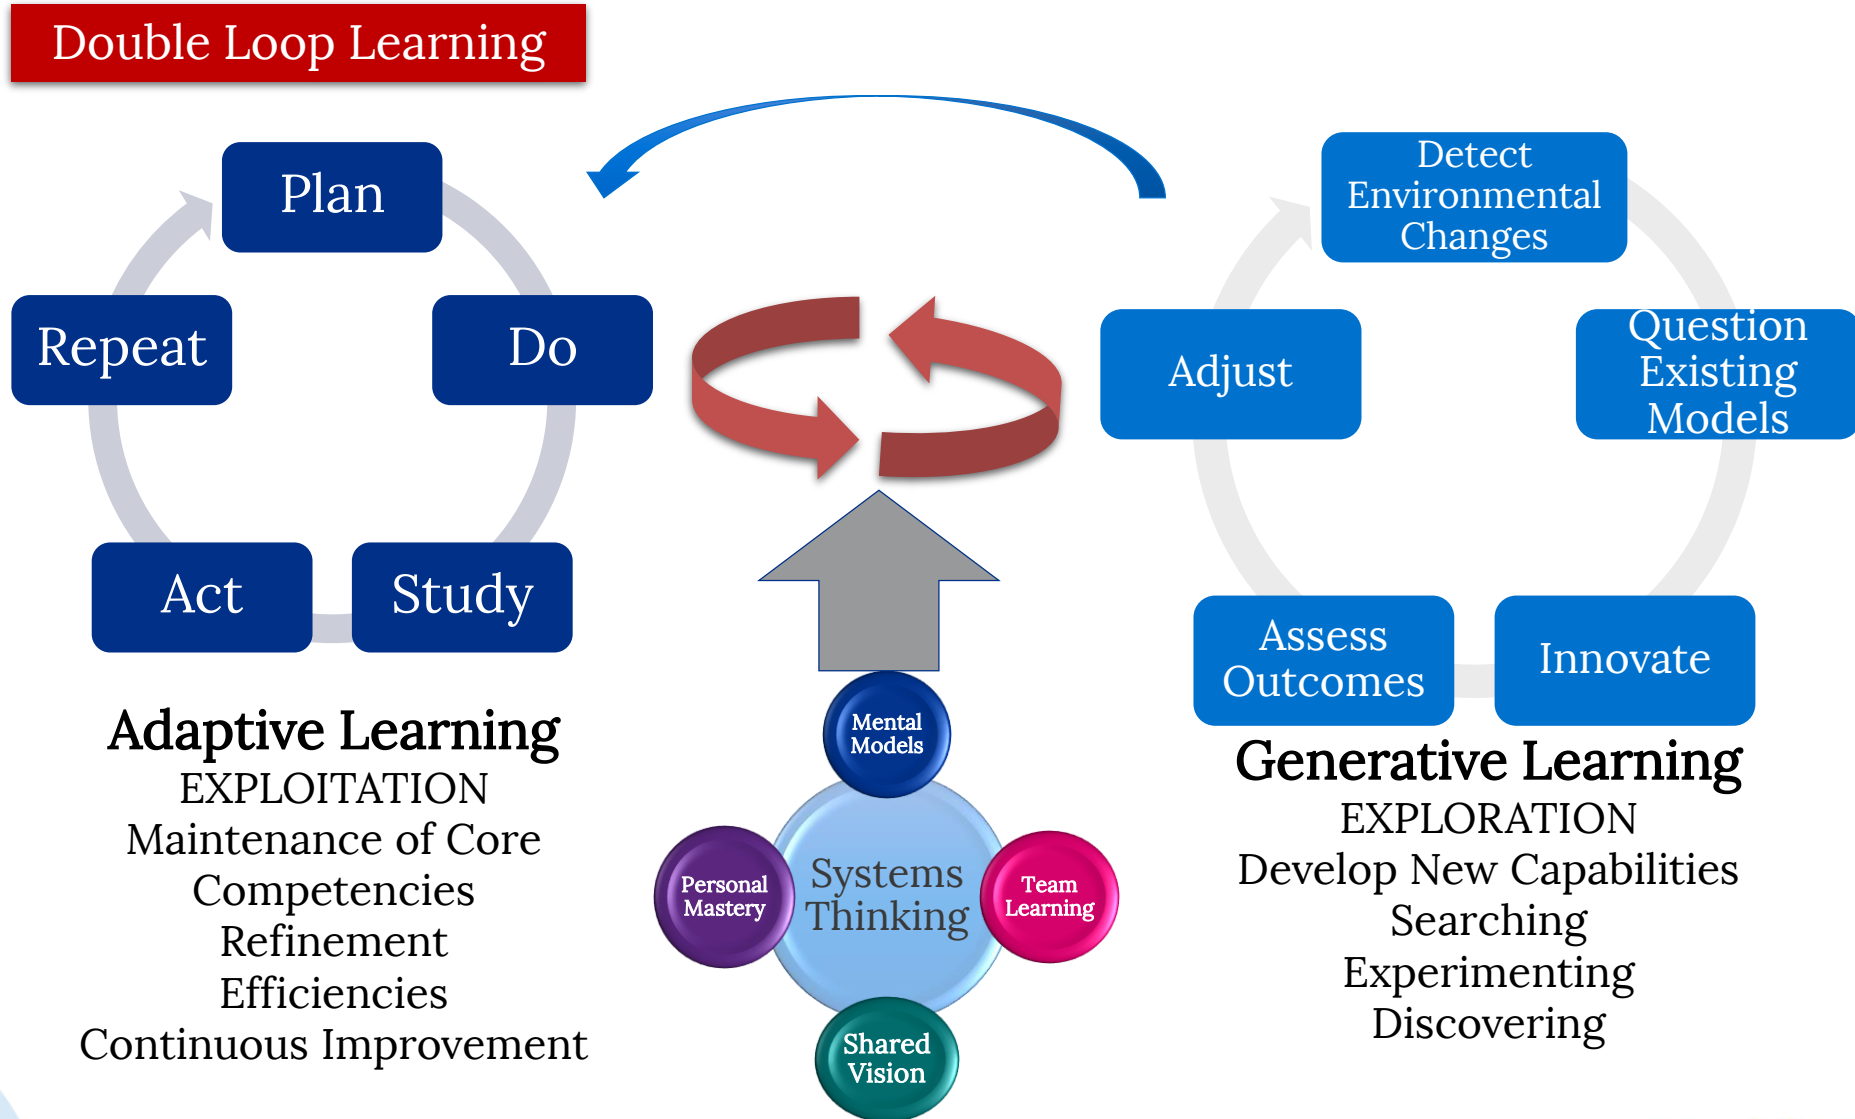 Double Loop Learning
Plan
Do
Study
Act
Repeat
Adaptive Learning
EXPLOITATION
Maintenance of Core
Competencies
Refinement
Efficiencies
Continuous Improvement
Mental
Models
Personal
Mastery
Systems
Thinking
Team
Learning
Shared
Vision
Detect
Environmental
Changes
Question
Existing
Models
Innovate
Assess
Outcomes
Adjust
Generative Learning
EXPLORATION
Develop New Capabilities
Searching
Experimenting
Discovering